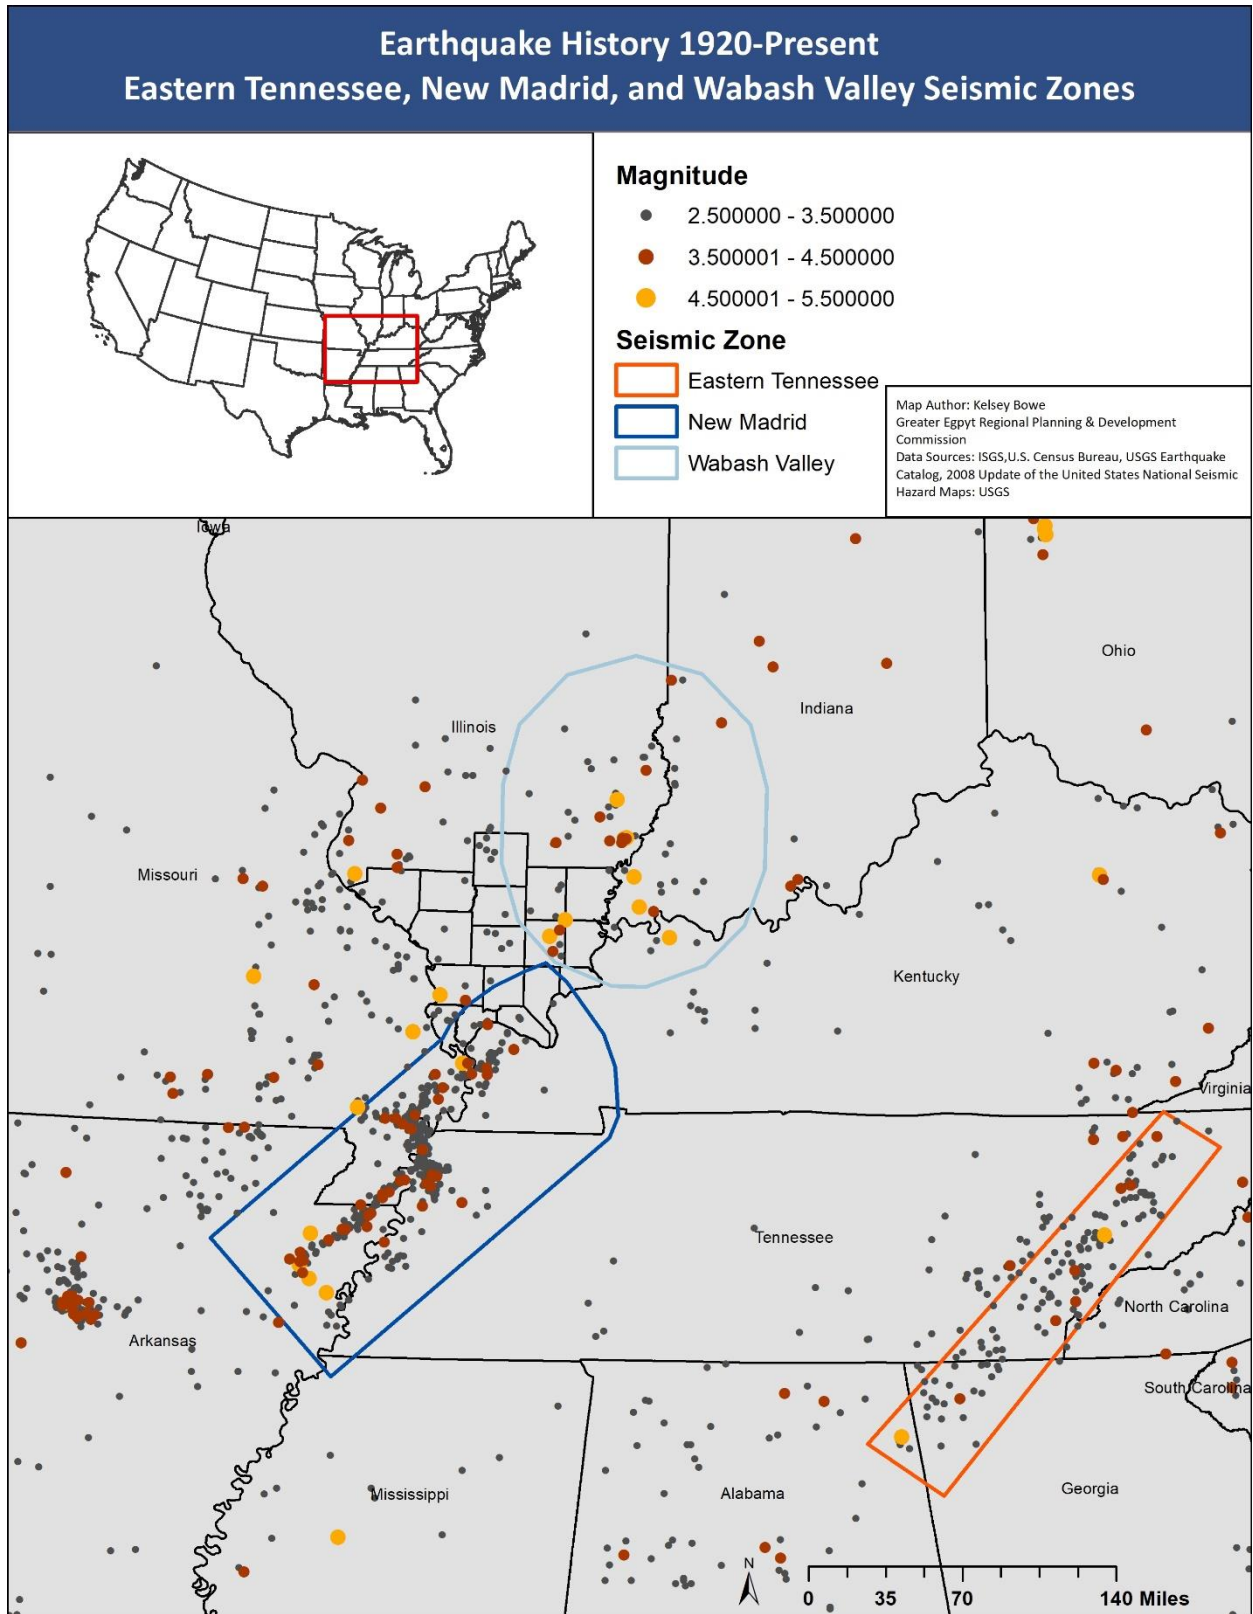 Earthquake History 1920-Present
Eastern Tennessee, New Madrid, and Wabash Valley Seismic Zones
Magnitude
2.500000 - 3.500000
3.500001 - 4.500000
4.500001 - 5.500000
Seismic Zone
Eastern Tennessee
New Madrid
Wabash Valley
Map Author: Kelsey Bowe
Greater Egpyt Regional Planning & Development
Commission
Data Sources: ISGS,U.S. Census Bureau, USGS Earthquake
Catalog, 2008 Update of the United States National Seismic
Hazard Maps: USGS
Iowa
Ohio
Indiana
Illinois
Missouri
Kentucky
Virginia
Tennessee
North Carolina
Arkansas
South Carolina
Mississippi
Alabama
Georgia
N
0 35 70 140 Miles